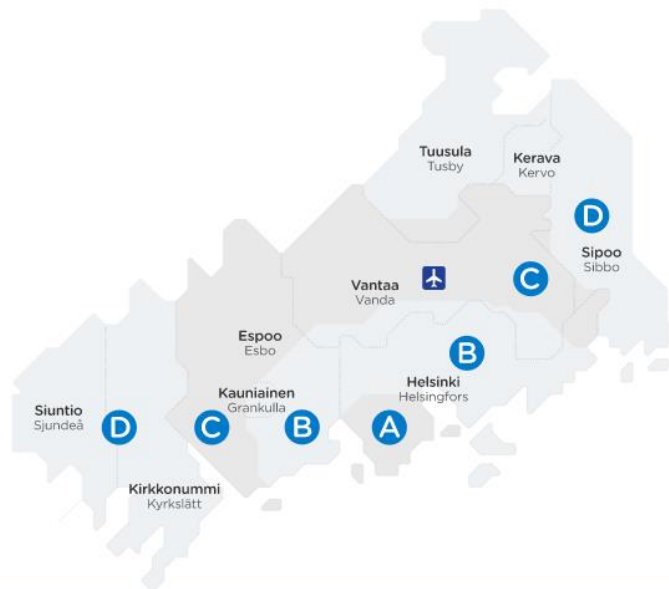 Tuusula
Tusby
Kerava
Kervo
D
Sipoo
Sibbo
C
Vantaa
Vanda
Espoo
Esbo
B
Helsinki
Helsingfors
Kauniainen
Grankulla
Siuntio
Sjundeå
D
C
B
A
Kirkkonummi
Kyrkslätt